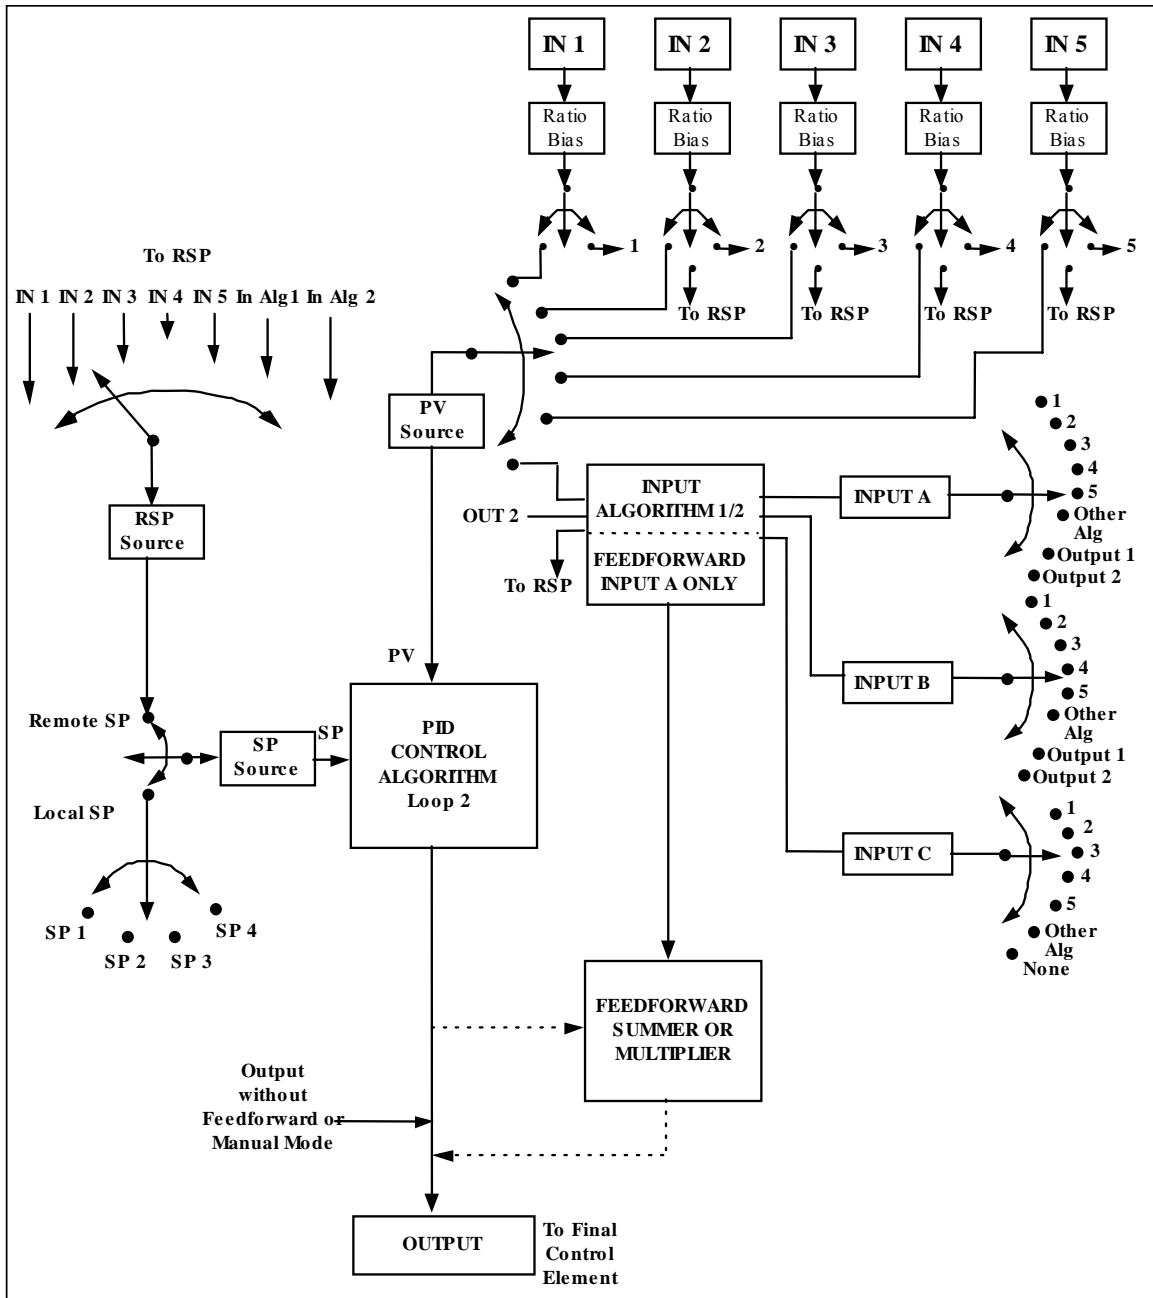 IN 1
IN 2
IN 3
IN 4
IN 5
Ratio
Bias
Ratio
Bias
Ratio
Bias
Ratio
Bias
Ratio
Bias
1
2
3
4
5
To RSP
To RSP
To RSP
To RSP
To RSP
IN 1
IN 2
IN 3
IN 4
IN 5
In Alg1
In Alg 2
PV
Source
RSP
Source
OUT 2
To RSP
INPUT
ALGORITHM 1/2
FEEDFORWARD
INPUT A ONLY
INPUT A
1
2
3
4
5
Other
Alg
Output 1
Output 2
INPUT B
1
2
3
4
5
Other
Alg
Output 1
Output 2
INPUT C
1
2
3
4
5
Other
Alg
None
PV
Remote SP
SP
Source
SP
PID
CONTROL
ALGORITHM
Loop 2
Local SP
SP 1
SP 2
SP 3
SP 4
FEEDFORWARD
SUMMER OR
MULTIPLIER
Output
without
Feedforward or
Manual Mode
OUTPUT
To Final
Control
Element